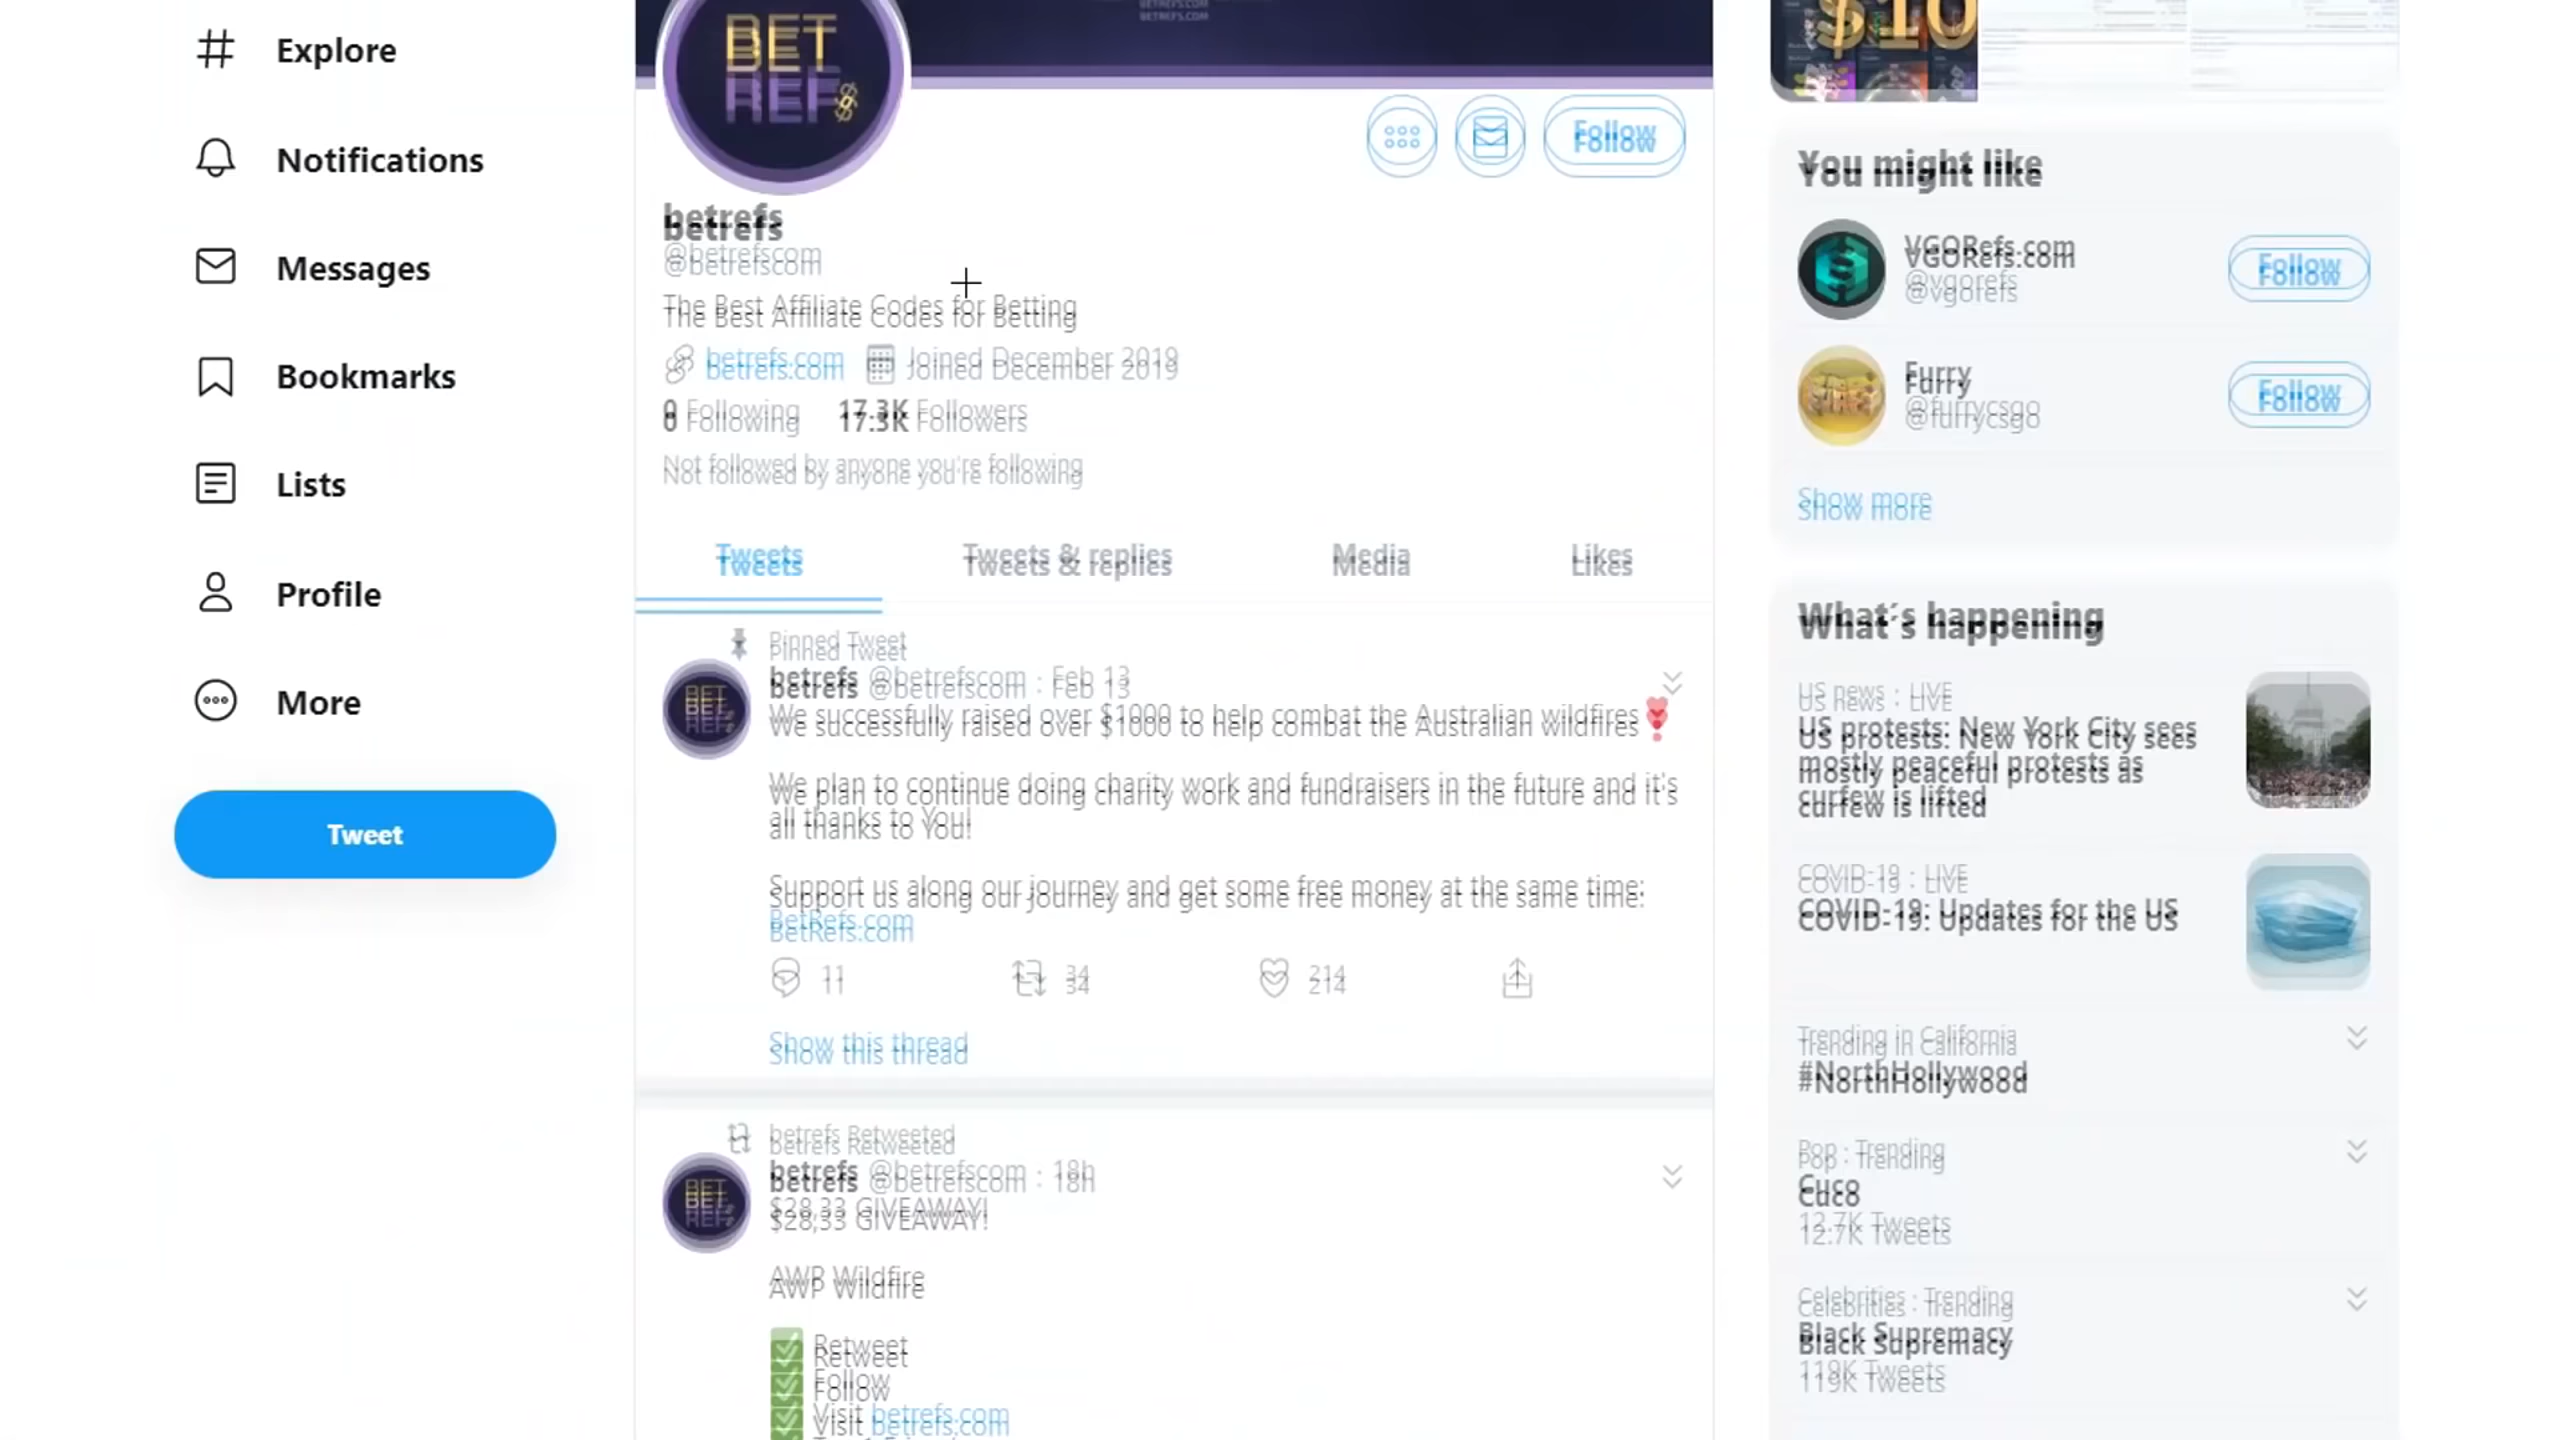 Explore
Notifications
Messages
Bookmarks
Lists
Profile
More
Tweet
BETREFS.COM
BET
REF$
Follow
betrefs
@betrefscom
The Best Affiliate Codes for Betting
betrefs.com Joined December 2019
0 Following 17.3K Followers
Not followed by anyone you're following
Tweets Tweets & replies Media Likes
Pinned Tweet
betrefs @betrefscom · Feb 13
We successfully raised over $1000 to help combat the Australian wildfires❣️
We plan to continue doing charity work and fundraisers in the future and it's
all thanks to You!
Support us along our journey and get some free money at the same time:
BetRefs.com
11 34 214
Show this thread
betrefs Retweeted
betrefs @betrefscom · 18h
$28,33 GIVEAWAY!
AWP Wildfire
✅ Retweet
✅ Follow
✅ Visit betrefs.com
$10
You might like
VGORefs.com
@vgorefs
Follow
Furry
@furrycsgo
Follow
Show more
What's happening
US news · LIVE
US protests: New York City sees
mostly peaceful protests as
curfew is lifted
COVID-19 · LIVE
COVID-19: Updates for the US
Trending in California
#NorthHollywood
Pop · Trending
Cuco
12.7K Tweets
Celebrities · Trending
Black Supremacy
119K Tweets